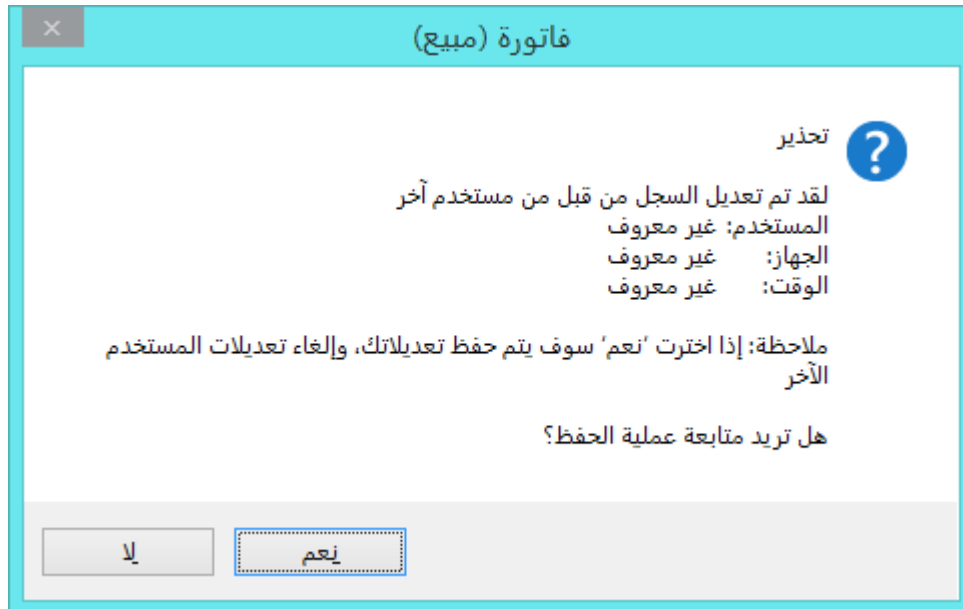 فاتورة (مبيع)
تحذير
لقد تم تعديل السجل من قبل من مستخدم آخر
المستخدم: غير معروف
الجهاز: غير معروف
الوقت: غير معروف
ملاحظة: إذا اخترت 'نعم' سوف يتم حفظ تعديلاتك، وإلغاء تعديلات المستخدم
الآخر
هل تريد متابعة عملية الحفظ؟
نعم
لا